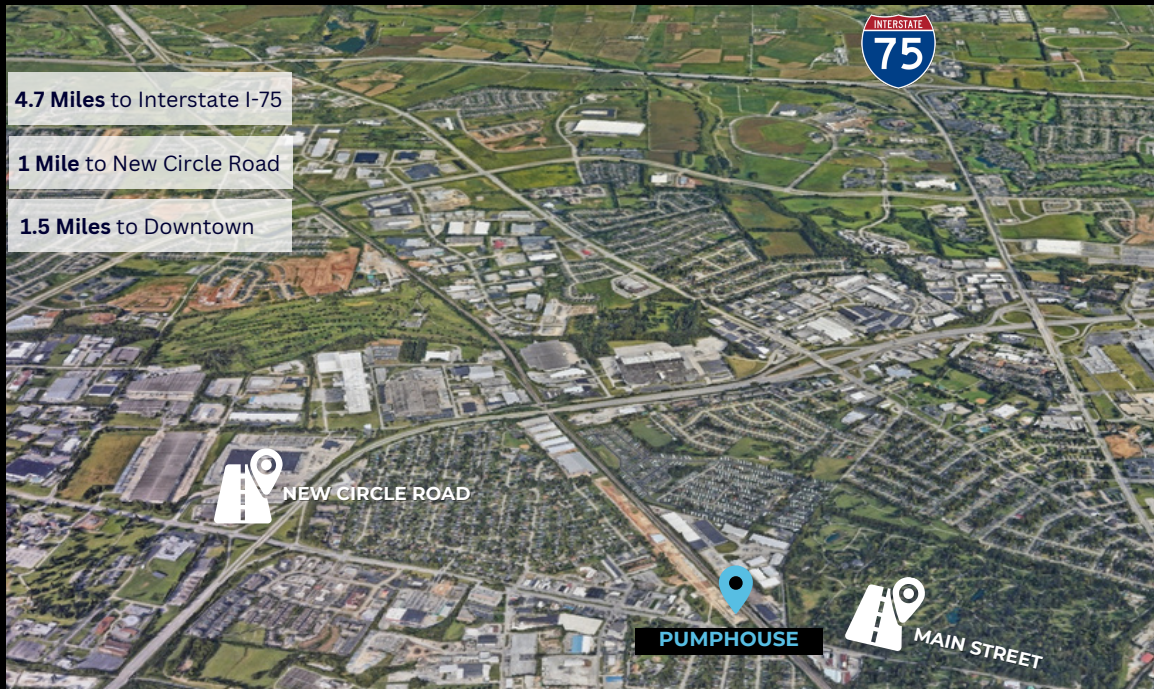 INTERSTATE
75
4.7 Miles to Interstate I-75
1 Mile to New Circle Road
1.5 Miles to Downtown
NEW CIRCLE ROAD
PUMPHOUSE
MAIN STREET